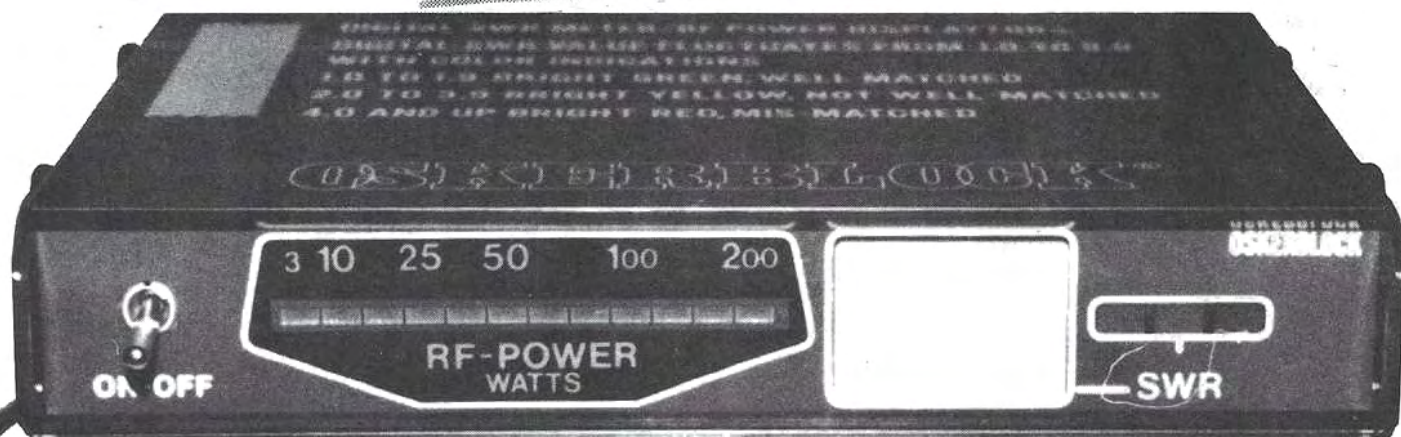 DIGITAL SWR METER, RF POWER DISPLAY
DIGITAL SWR VALUE FLUCTUATES FROM 1.0 TO 9.9
WITH COLOR INDICATIONS
1.0 TO 1.9 BRIGHT GREEN, WELL MATCHED
2.0 TO 3.9 BRIGHT YELLOW, NOT WELL MATCHED
4.0 AND UP BRIGHT RED, MIS MATCHED
OSKERBLOCK
OSKERBLOCK
3 10 25 50 100 200
RF-POWER
WATTS
ON OFF
SWR